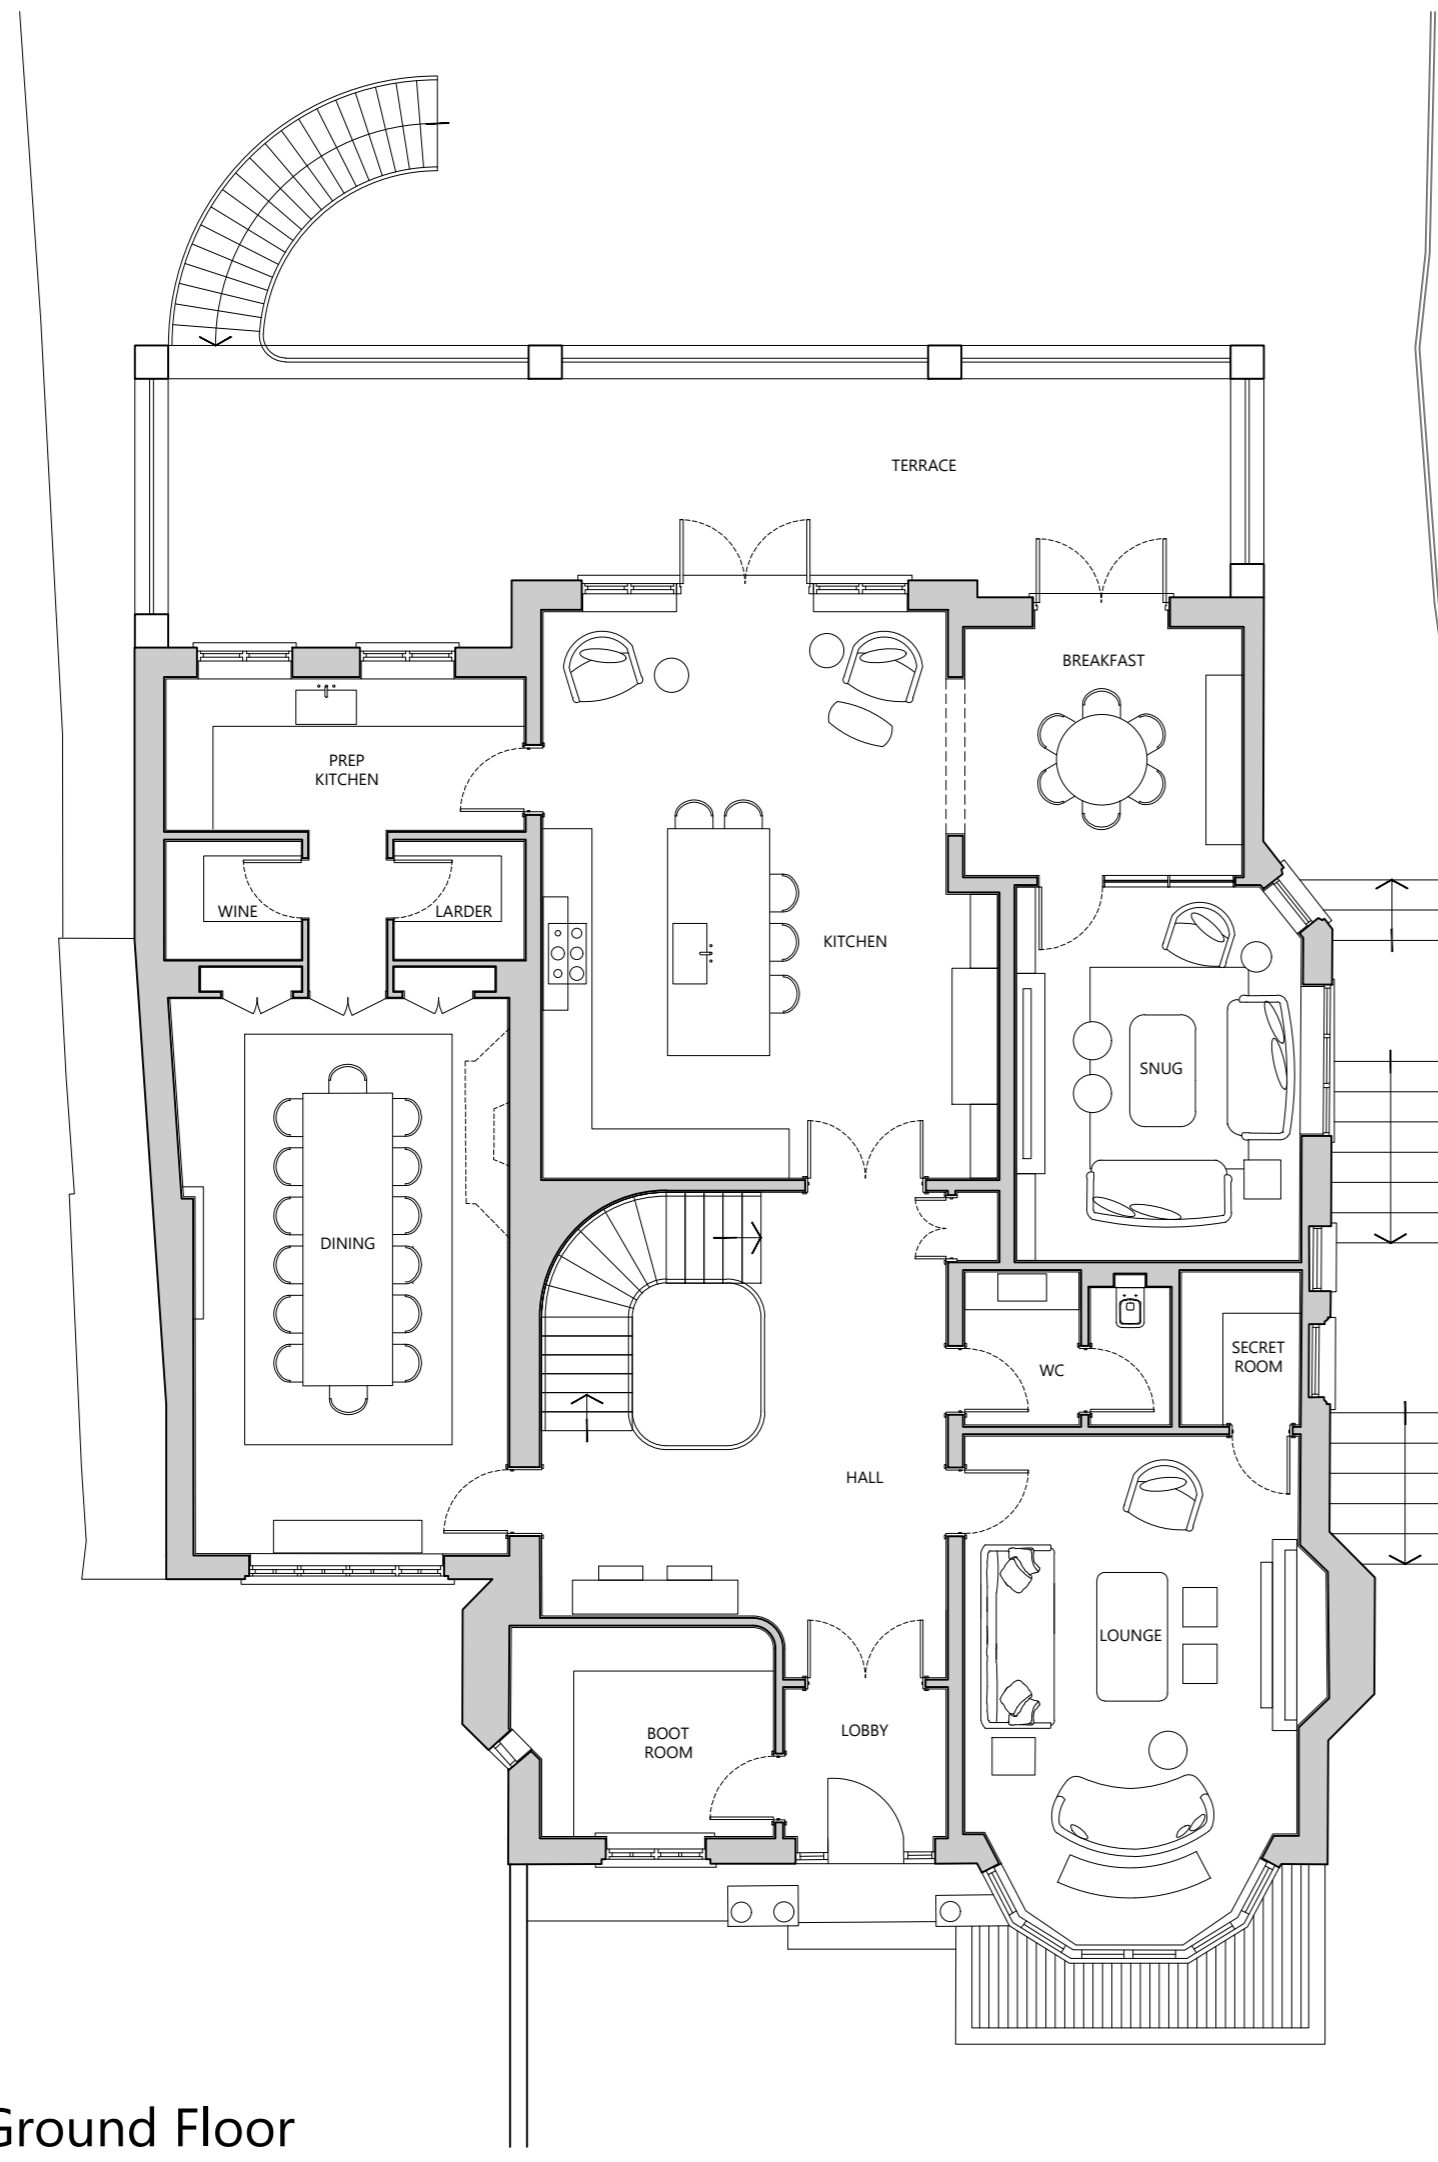 TERRACE
BREAKFAST
PREP
KITCHEN
WINE
LARDER
KITCHEN
SNUG
DINING
SECRET
ROOM
WC
HALL
LOUNGE
BOOT
ROOM
LOBBY
Ground Floor